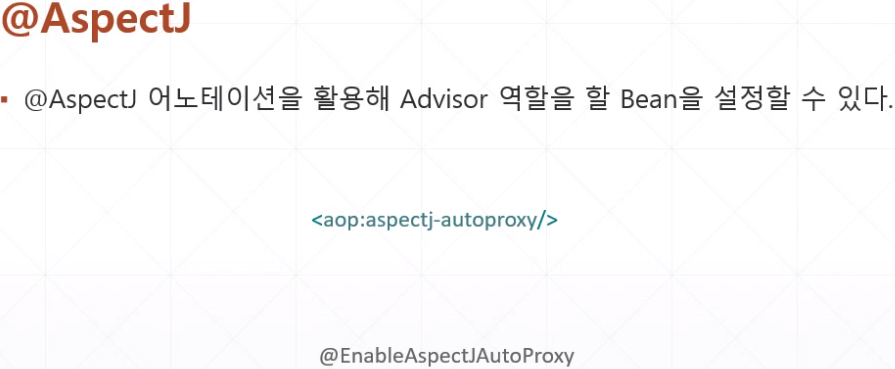 @AspectJ
▪ @AspectJ 어노테이션을 활용해 Advisor 역할을 할 Bean을 설정할 수 있다.
<aop:aspectj-autoproxy/>
@EnableAspectJAutoProxy